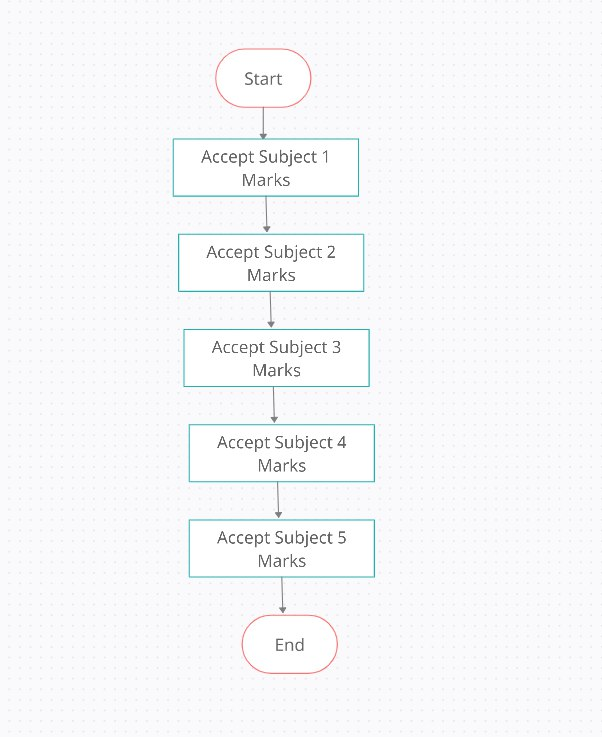 Start
Accept Subject 1
Marks
Accept Subject 2
Marks
Accept Subject 3
Marks
Accept Subject 4
Marks
Accept Subject 5
Marks
End